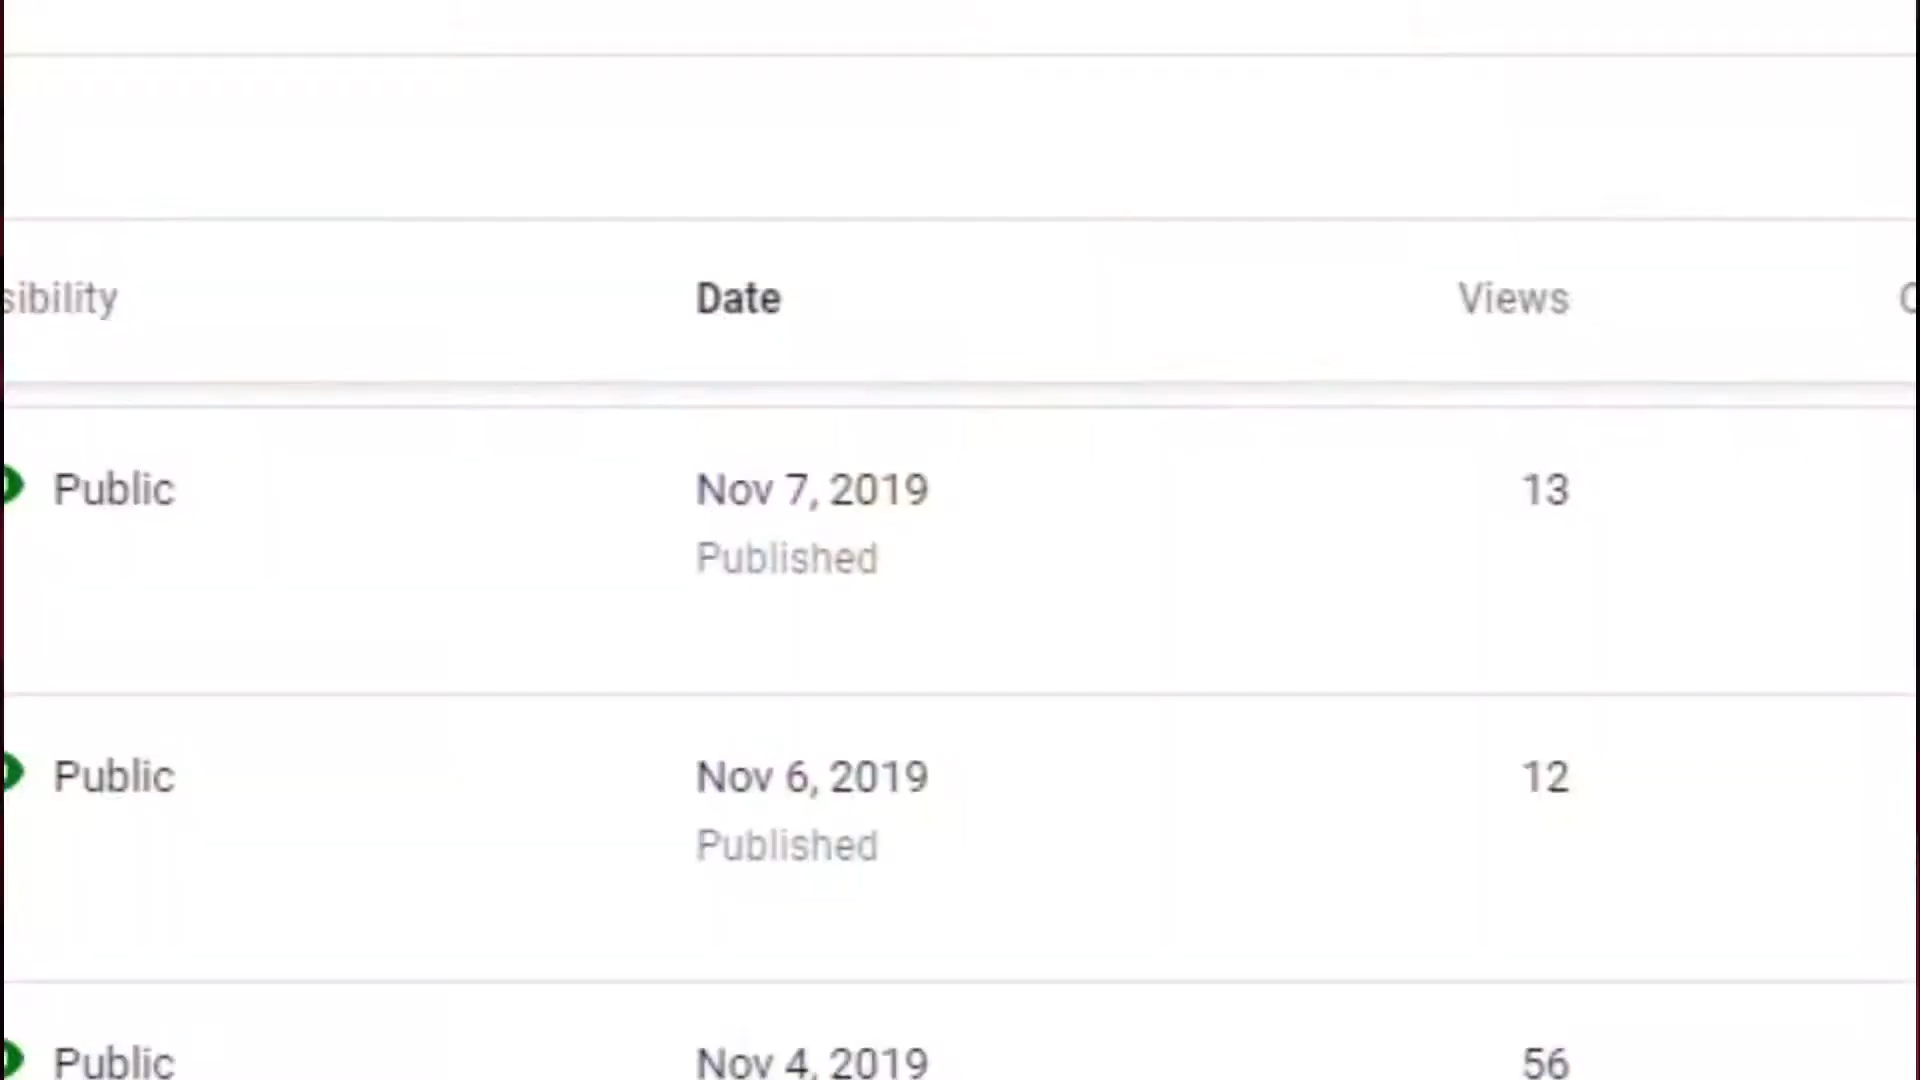 sibility Date Views
Public Nov 7, 2019 13
Published
Public Nov 6, 2019 12
Published
Public Nov 4, 2019 56